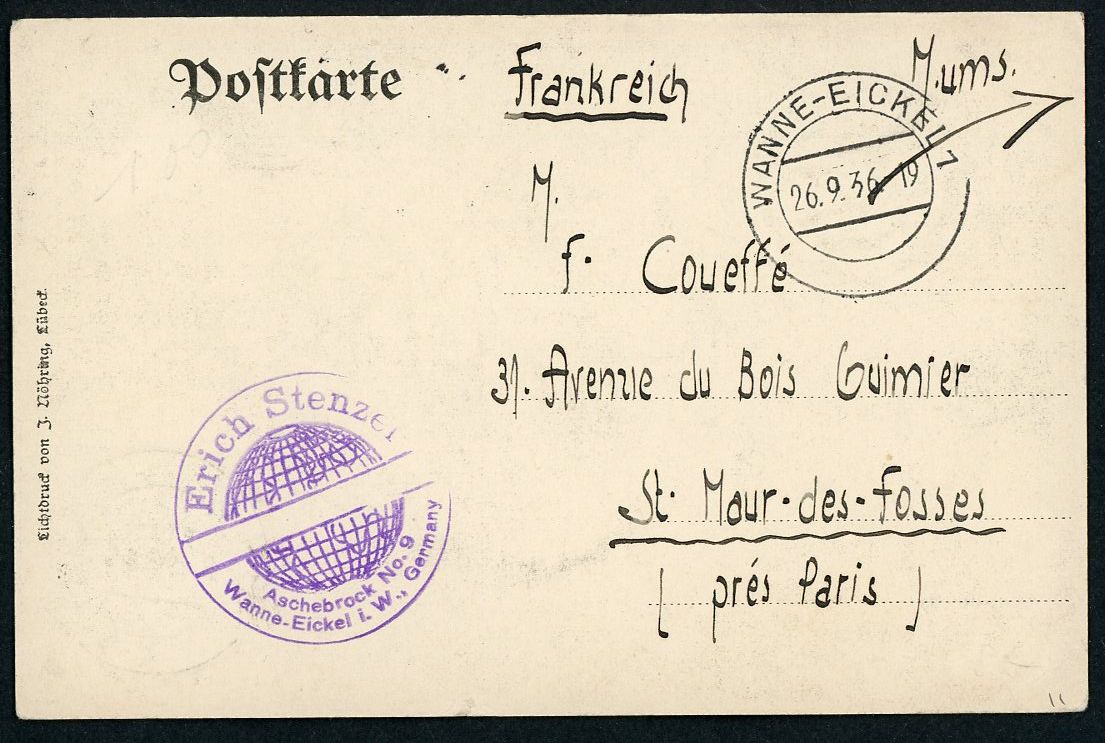 Postkarte
Frankreich
M.ums.
WANNE-EICKEL 1
26.9.36. 19
M.
F. Coueffé
31. Avenue du Bois Guimier
St. Maur-des-Fosses
( prés Paris )
Erich Stenzel
Aschebrock No. 9
Wanne-Eickel i. W., Germany
Lichtdruck von J. Nöhring, Lübeck.